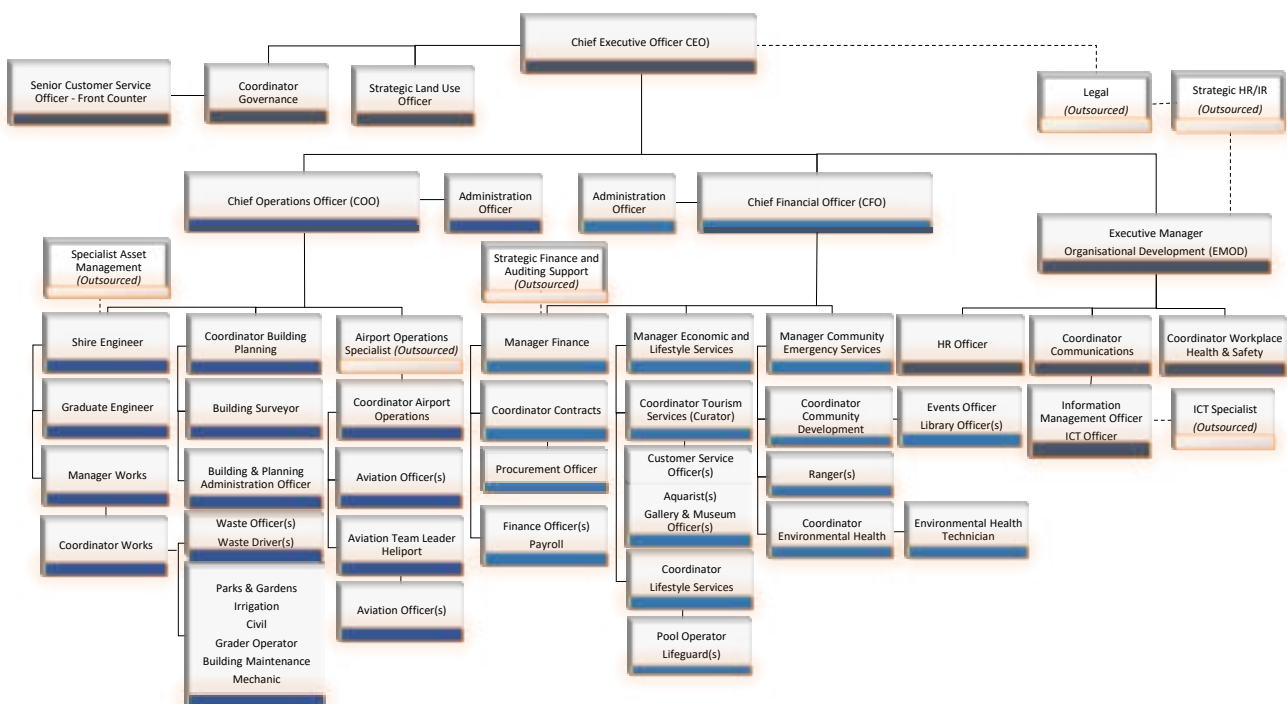 Chief Executive Officer CEO)
Senior Customer Service
Officer - Front Counter
Coordinator
Governance
Strategic Land Use
Officer
Legal
(Outsourced)
Strategic HR/IR
(Outsourced)
Chief Operations Officer (COO)
Administration
Officer
Administration
Officer
Chief Financial Officer (CFO)
Executive Manager
Organisational Development (EMOD)
Specialist Asset
Management
(Outsourced)
Strategic Finance and
Auditing Support
(Outsourced)
Shire Engineer
Coordinator Building
Planning
Airport Operations
Specialist (Outsourced)
Manager Finance
Manager Economic and
Lifestyle Services
Manager Community
Emergency Services
HR Officer
Coordinator
Communications
Coordinator Workplace
Health & Safety
Graduate Engineer
Building Surveyor
Coordinator Airport
Operations
Coordinator Contracts
Coordinator Tourism
Services (Curator)
Coordinator
Community
Development
Events Officer
Library Officer(s)
Information
Management Officer
ICT Officer
ICT Specialist
(Outsourced)
Manager Works
Building & Planning
Administration Officer
Aviation Officer(s)
Procurement Officer
Customer Service
Officer(s)
Aquarist(s)
Gallery & Museum
Officer(s)
Ranger(s)
Coordinator Works
Waste Officer(s)
Waste Driver(s)
Aviation Team Leader
Heliport
Finance Officer(s)
Payroll
Coordinator
Environmental Health
Environmental Health
Technician
Parks & Gardens
Irrigation
Civil
Grader Operator
Building Maintenance
Mechanic
Aviation Officer(s)
Coordinator
Lifestyle Services
Pool Operator
Lifeguard(s)